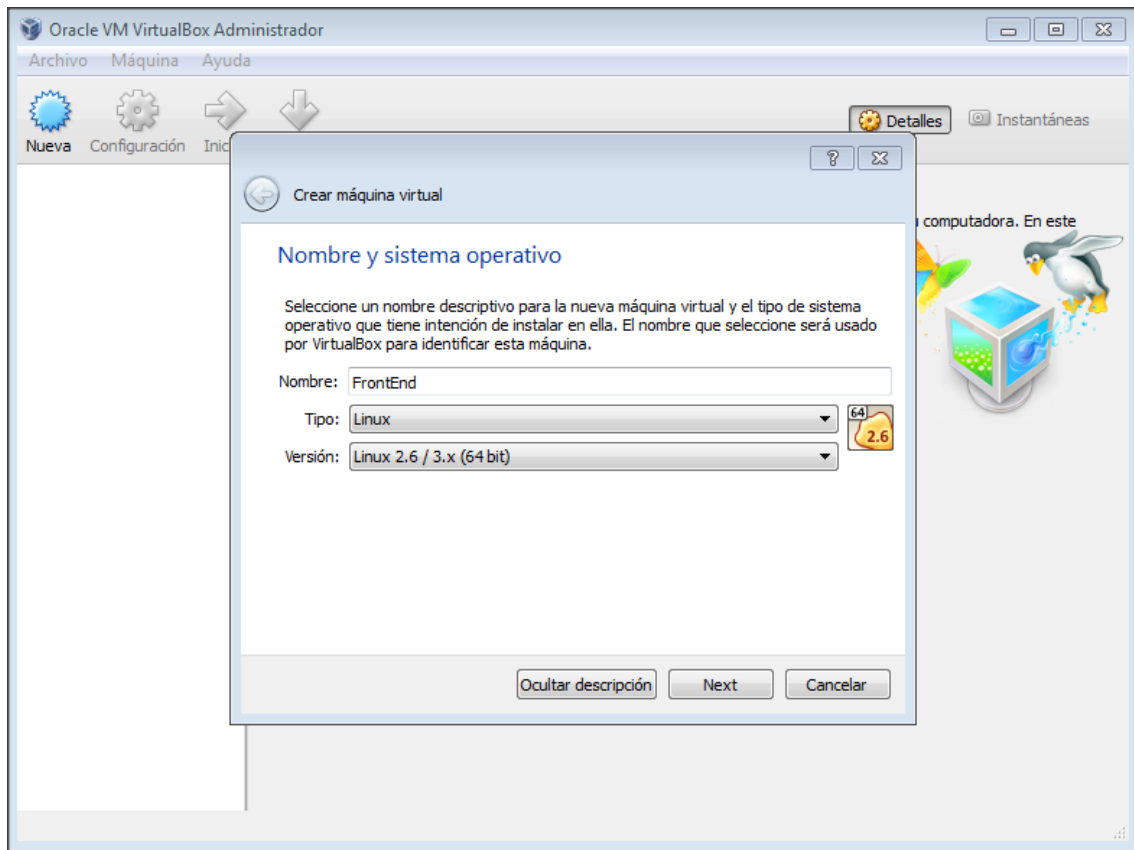 Oracle VM VirtualBox Administrador
Archivo Máquina Ayuda
Nueva Configuración Inic
Detalles Instantáneas
Crear máquina virtual
computadora. En este
Nombre y sistema operativo
Seleccione un nombre descriptivo para la nueva máquina virtual y el tipo de sistema
operativo que tiene intención de instalar en ella. El nombre que seleccione será usado
por VirtualBox para identificar esta máquina.
Nombre: FrontEnd
Tipo: Linux
64
2.6
Versión: Linux 2.6 / 3.x (64 bit)
Ocultar descripción Next Cancelar